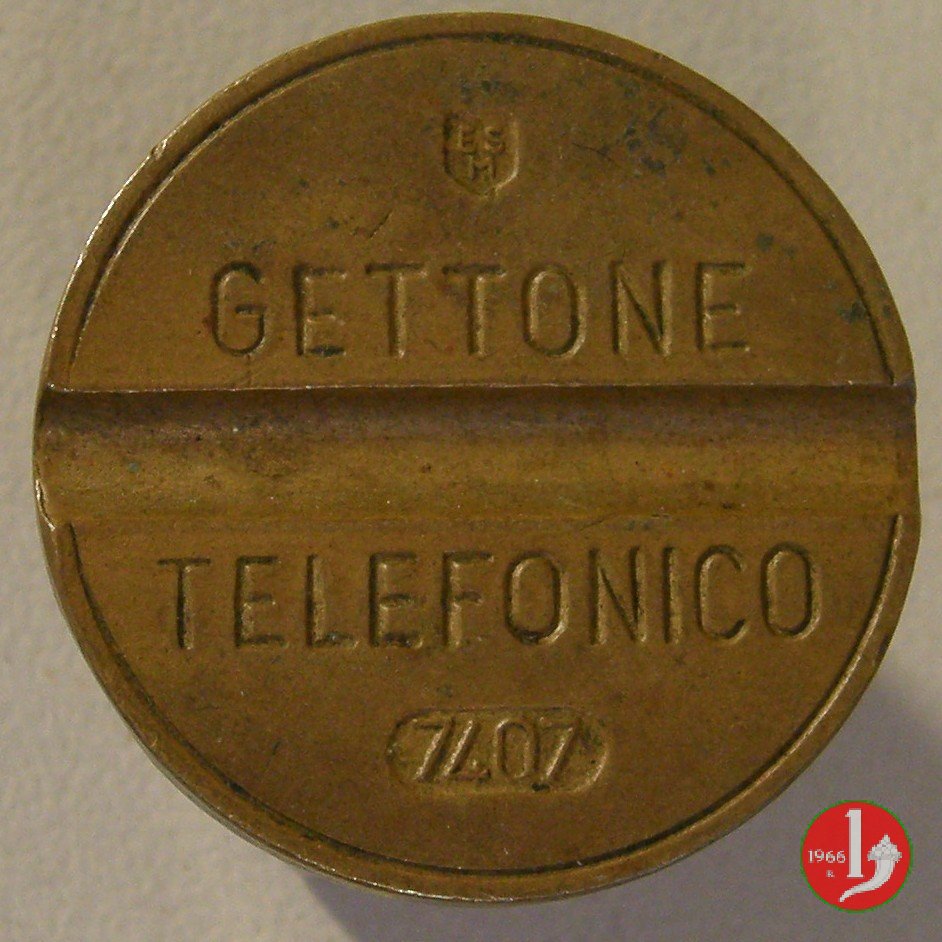 ESM
GETTONE
TELEFONICO
7407
1966
R.